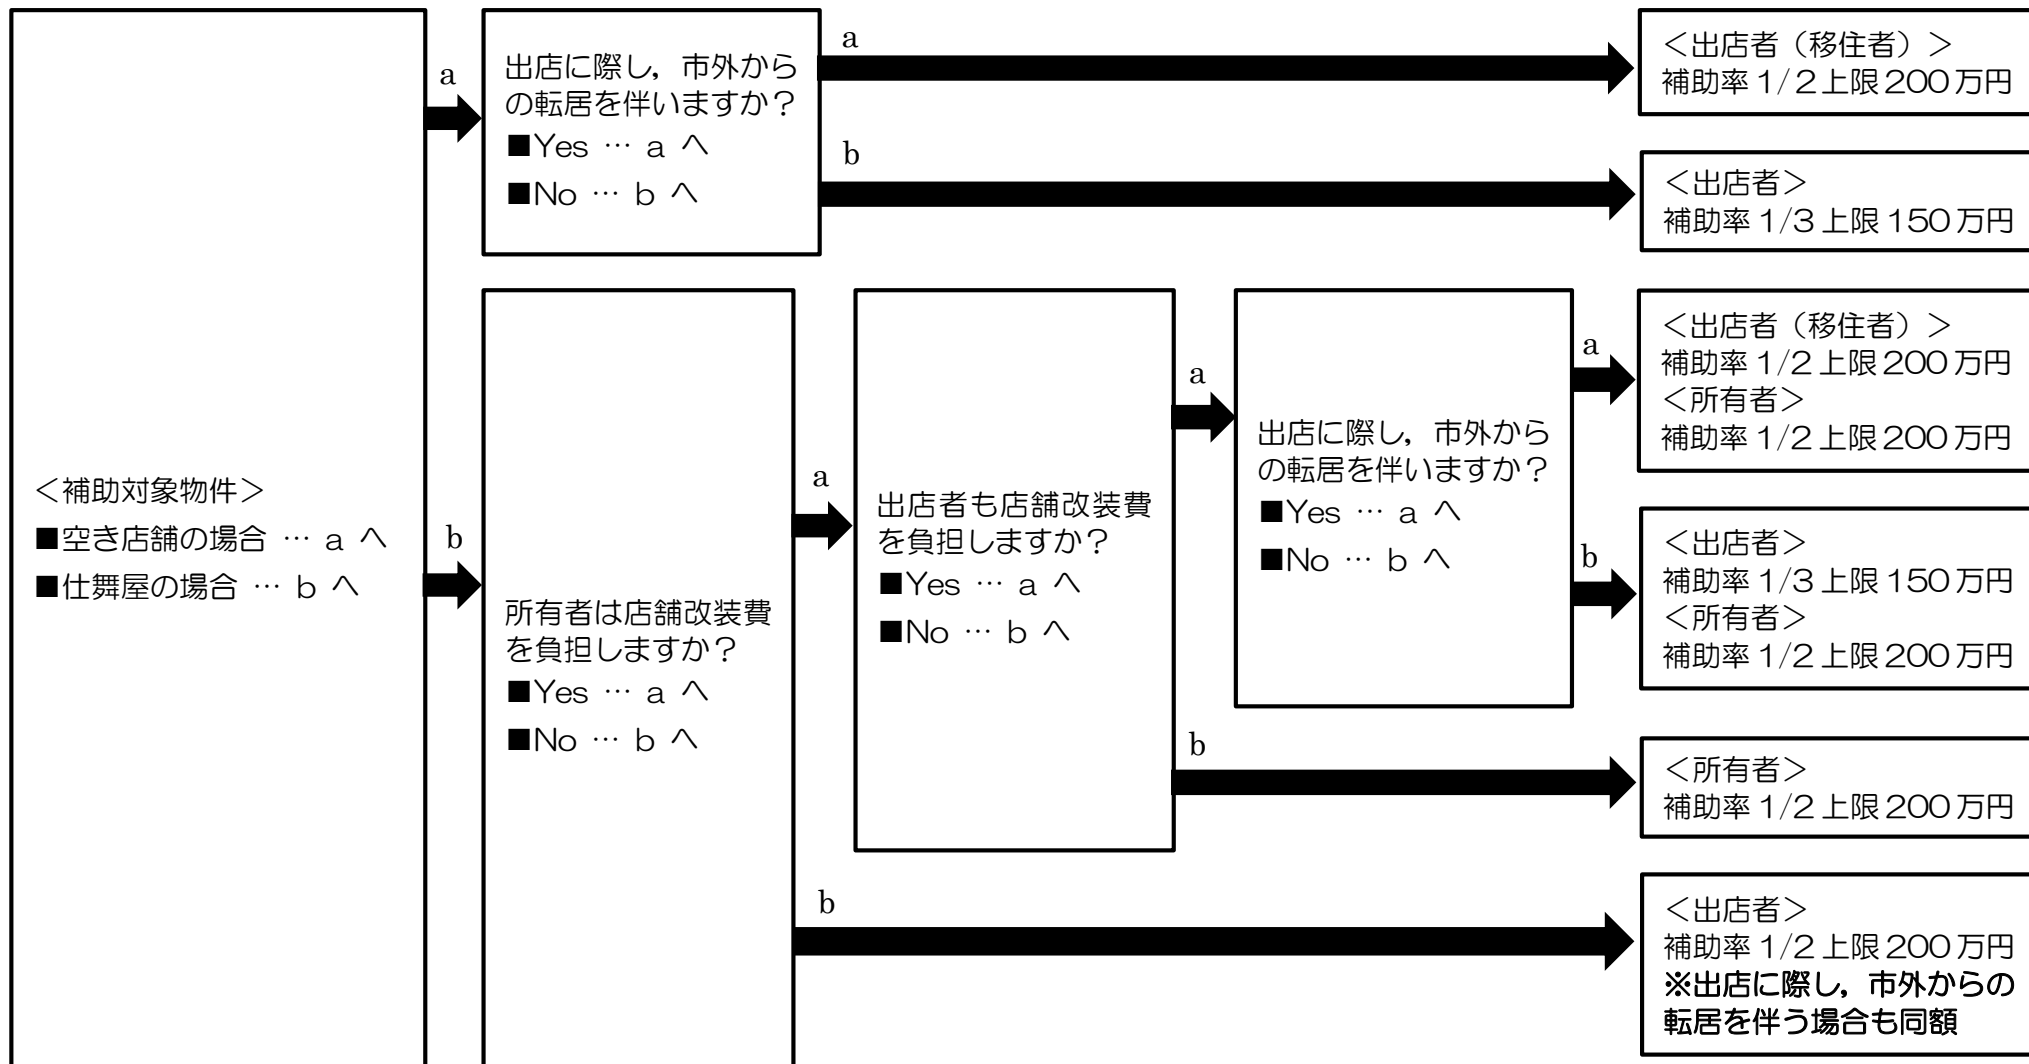 ＜補助対象物件＞
■空き店舗の場合 … a へ
■仕舞屋の場合 … b へ
a
b
出店に際し，市外から
の転居を伴いますか？
■Yes … a へ
■No … b へ
a
b
＜出店者（移住者）＞
補助率 1/2 上限 200 万円
＜出店者＞
補助率 1/3 上限 150 万円
所有者は店舗改装費
を負担しますか？
■Yes … a へ
■No … b へ
a
b
出店者も店舗改装費
を負担しますか？
■Yes … a へ
■No … b へ
a
b
出店に際し，市外から
の転居を伴いますか？
■Yes … a へ
■No … b へ
a
b
＜出店者（移住者）＞
補助率 1/2 上限 200 万円
＜所有者＞
補助率 1/2 上限 200 万円
＜出店者＞
補助率 1/3 上限 150 万円
＜所有者＞
補助率 1/2 上限 200 万円
＜所有者＞
補助率 1/2 上限 200 万円
＜出店者＞
補助率 1/2 上限 200 万円
※出店に際し，市外からの
転居を伴う場合も同額